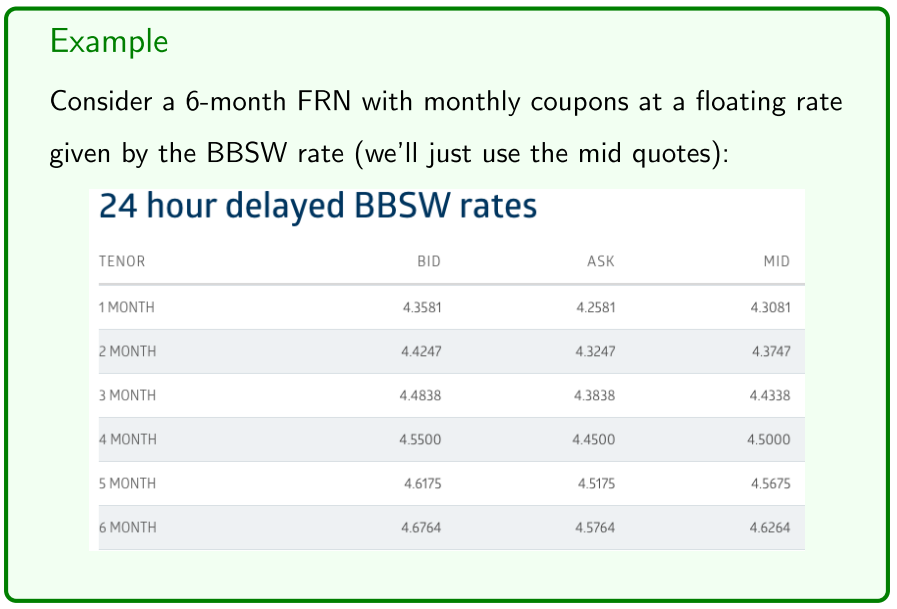 Example
Consider a 6-month FRN with monthly coupons at a floating rate
given by the BBSW rate (we'll just use the mid quotes):
24 hour delayed BBSW rates
TENOR BID ASK MID
1 MONTH 4.3581 4.2581 4.3081
2 MONTH 4.4247 4.3247 4.3747
3 MONTH 4.4838 4.3838 4.4338
4 MONTH 4.5500 4.4500 4.5000
5 MONTH 4.6175 4.5175 4.5675
6 MONTH 4.6764 4.5764 4.6264